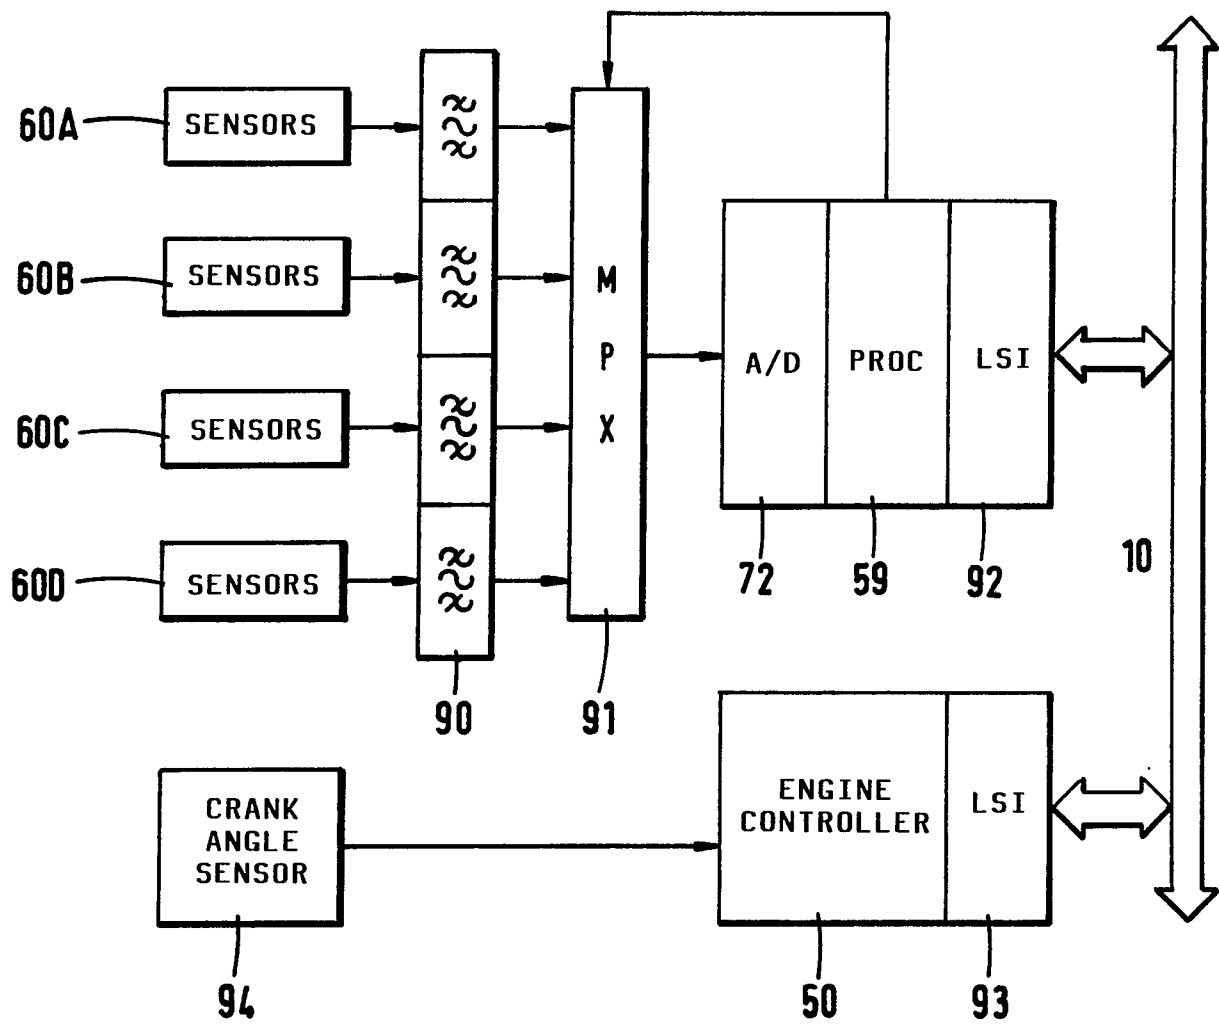 60A
SENSORS
60B
SENSORS
60C
SENSORS
60D
SENSORS
90
M
P
X
91
A/D
PROC
LSI
72
59
92
10
CRANK
ANGLE
SENSOR
94
ENGINE
CONTROLLER
LSI
50
93